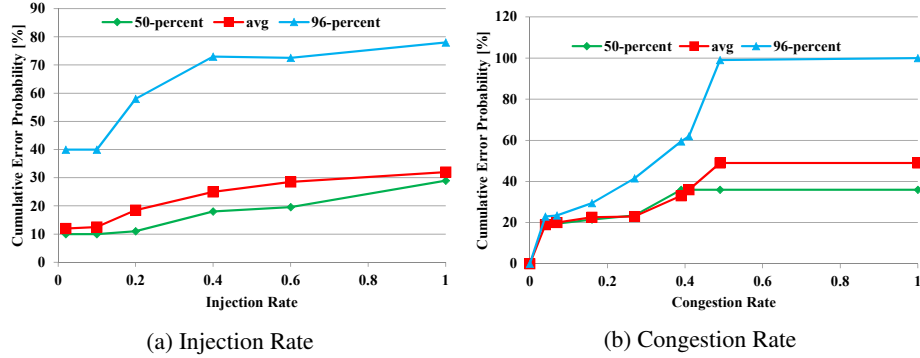 50-percent avg 96-percent
Cumulative Error Probability [%]
90
80
70
60
50
40
30
20
10
0
0 0.2 0.4 0.6 0.8 1
Injection Rate
(a) Injection Rate
50-percent avg 96-percent
Cumulative Error Probability [%]
120
100
80
60
40
20
0
0 0.2 0.4 0.6 0.8 1
Congestion Rate
(b) Congestion Rate